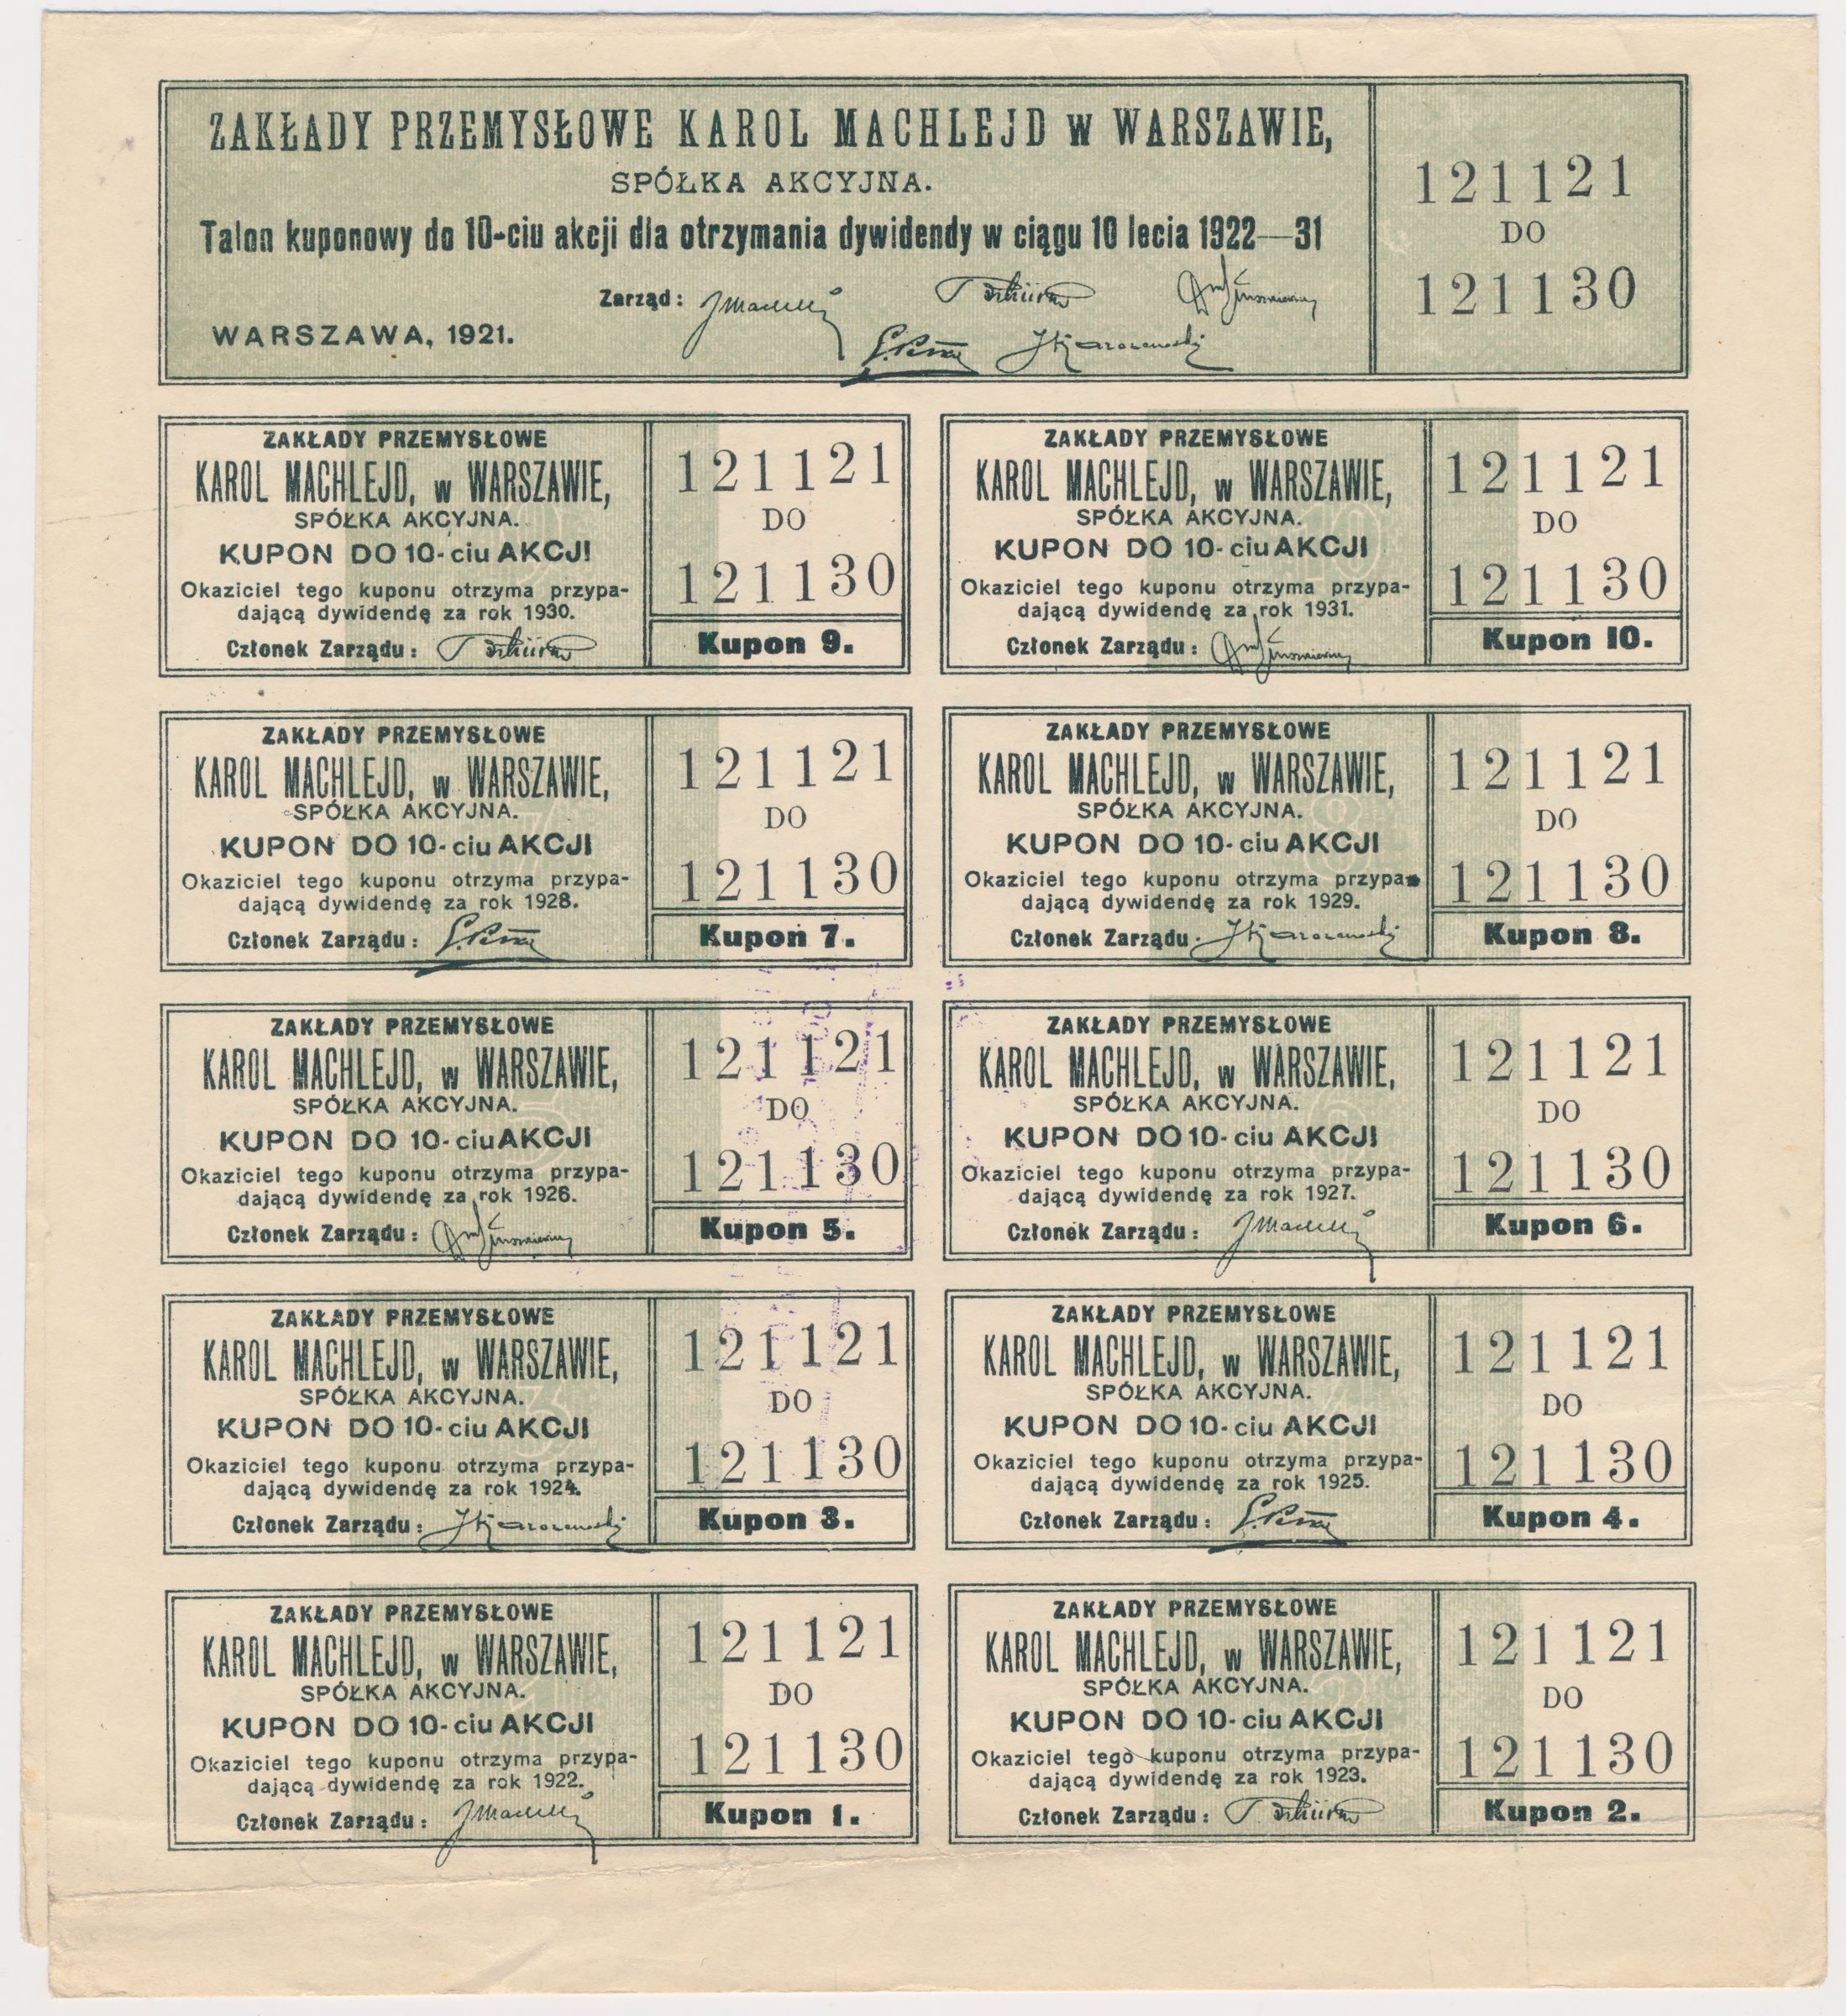 ZAKŁADY PRZEMYSŁOWE KAROL MACHLEJD w WARSZAWIE,
SPÓŁKA AKCYJNA.
Talon kuponowy do 10-ciu akcji dla otrzymania dywidendy w ciągu 10 lecia 1922—31
Zarząd:
WARSZAWA, 1921.
121121
DO
121130
ZAKŁADY PRZEMYSŁOWE
KAROL MACHLEJD, w WARSZAWIE,
SPÓŁKA AKCYJNA.
KUPON DO 10-ciu AKCJI
Okaziciel tego kuponu otrzyma przypa-
dającą dywidendę za rok 1930.
Członek Zarządu:
121121
DO
121130
Kupon 9.
ZAKŁADY PRZEMYSŁOWE
KAROL MACHLEJD, w WARSZAWIE,
SPÓŁKA AKCYJNA.
KUPON DO 10-ciu AKCJI
Okaziciel tego kuponu otrzyma przypa-
dającą dywidendę za rok 1931.
Członek Zarządu:
121121
DO
121130
Kupon 10.
ZAKŁADY PRZEMYSŁOWE
KAROL MACHLEJD, w WARSZAWIE,
SPÓŁKA AKCYJNA.
KUPON DO 10-ciu AKCJI
Okaziciel tego kuponu otrzyma przypa-
dającą dywidendę za rok 1928.
Członek Zarządu:
121121
DO
121130
Kupon 7.
ZAKŁADY PRZEMYSŁOWE
KAROL MACHLEJD, w WARSZAWIE,
SPÓŁKA AKCYJNA.
KUPON DO 10-ciu AKCJI
Okaziciel tego kuponu otrzyma przypa-
dającą dywidendę za rok 1929.
Członek Zarządu:
121121
DO
121130
Kupon 8.
ZAKŁADY PRZEMYSŁOWE
KAROL MACHLEJD, w WARSZAWIE,
SPÓŁKA AKCYJNA.
KUPON DO 10-ciu AKCJI
Okaziciel tego kuponu otrzyma przypa-
dającą dywidendę za rok 1926.
Członek Zarządu:
121121
DO
121130
Kupon 5.
ZAKŁADY PRZEMYSŁOWE
KAROL MACHLEJD, w WARSZAWIE,
SPÓŁKA AKCYJNA.
KUPON DO 10-ciu AKCJI
Okaziciel tego kuponu otrzyma przypa-
dającą dywidendę za rok 1927.
Członek Zarządu:
121121
DO
121130
Kupon 6.
ZAKŁADY PRZEMYSŁOWE
KAROL MACHLEJD, w WARSZAWIE,
SPÓŁKA AKCYJNA.
KUPON DO 10-ciu AKCJI
Okaziciel tego kuponu otrzyma przypa-
dającą dywidendę za rok 1924.
Członek Zarządu:
121121
DO
121130
Kupon 3.
ZAKŁADY PRZEMYSŁOWE
KAROL MACHLEJD, w WARSZAWIE,
SPÓŁKA AKCYJNA.
KUPON DO 10-ciu AKCJI
Okaziciel tego kuponu otrzyma przypa-
dającą dywidendę za rok 1925.
Członek Zarządu:
121121
DO
121130
Kupon 4.
ZAKŁADY PRZEMYSŁOWE
KAROL MACHLEJD, w WARSZAWIE,
SPÓŁKA AKCYJNA.
KUPON DO 10-ciu AKCJI
Okaziciel tego kuponu otrzyma przypa-
dającą dywidendę za rok 1922.
Członek Zarządu:
121121
DO
121130
Kupon 1.
ZAKŁADY PRZEMYSŁOWE
KAROL MACHLEJD, w WARSZAWIE,
SPÓŁKA AKCYJNA.
KUPON DO 10-ciu AKCJI
Okaziciel tego kuponu otrzyma przypa-
dającą dywidendę za rok 1923.
Członek Zarządu:
121121
DO
121130
Kupon 2.